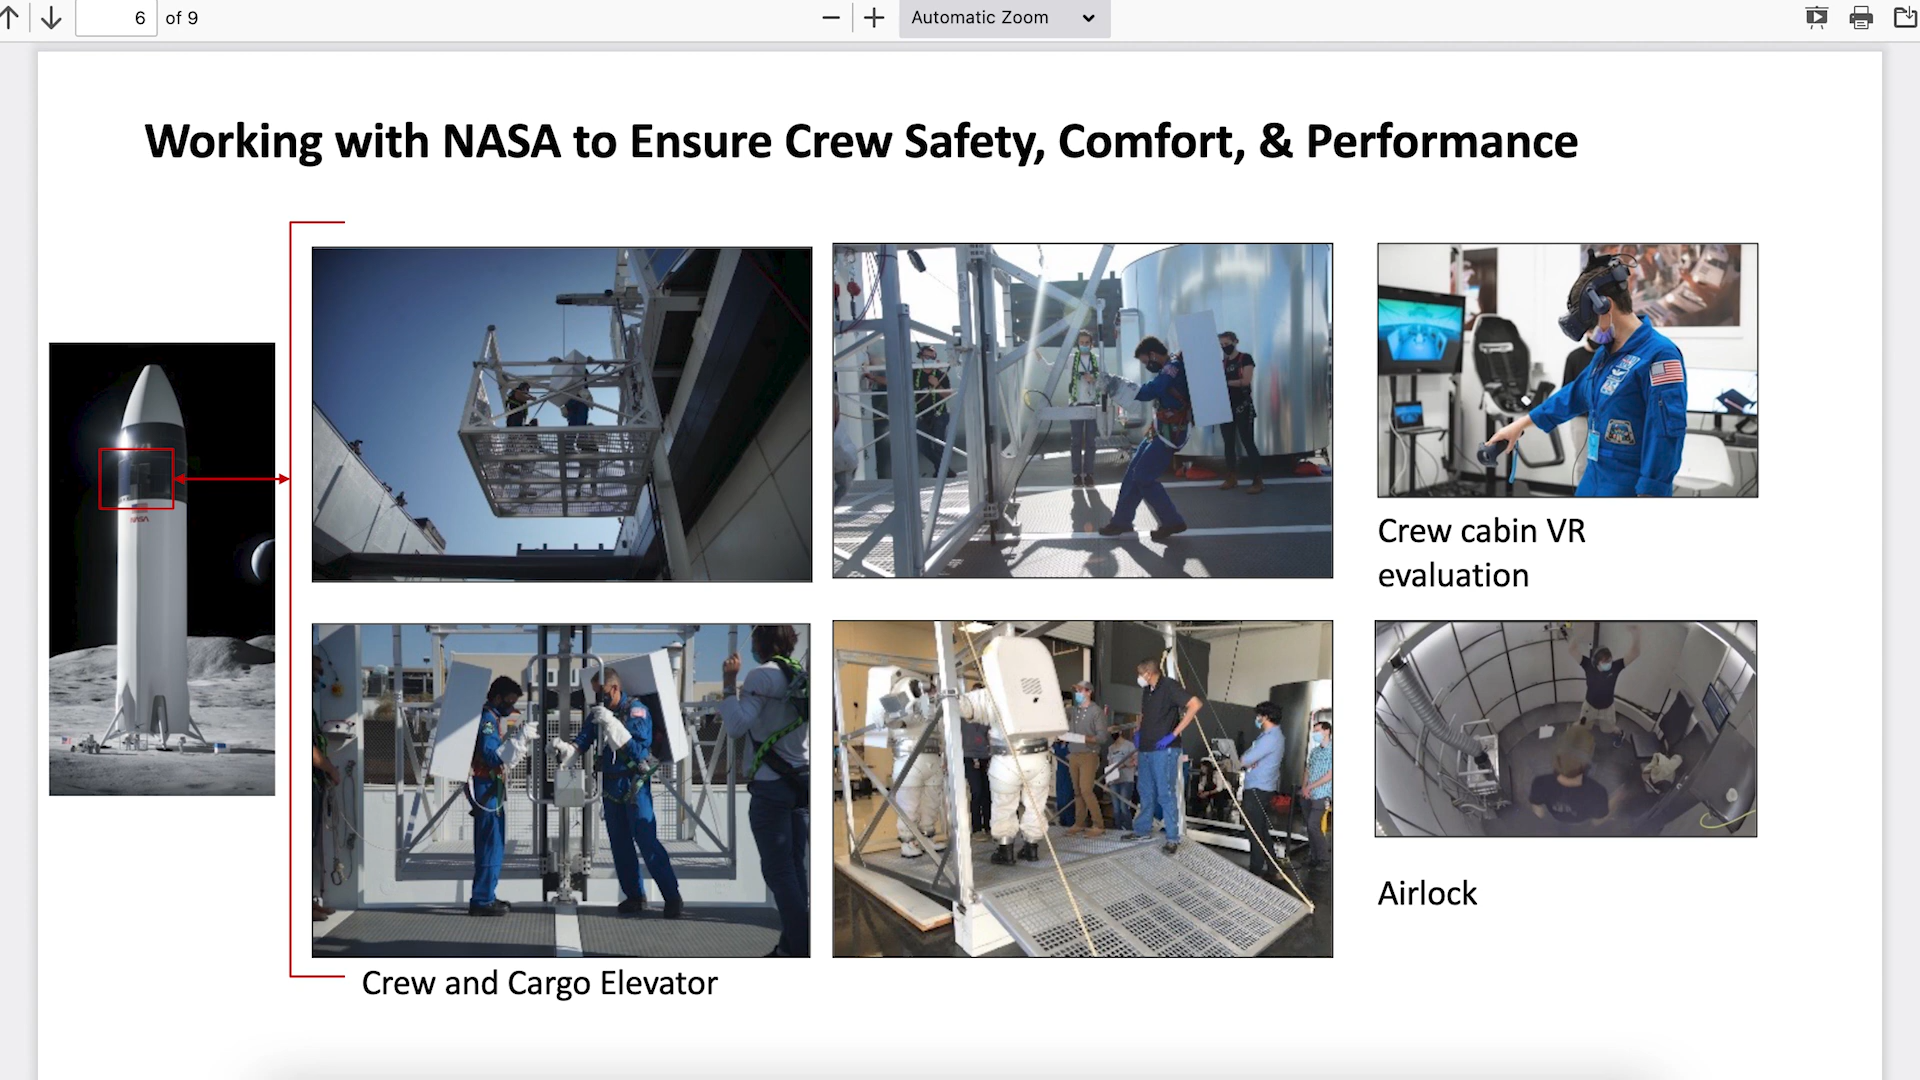 6 of 9
Automatic Zoom
Working with NASA to Ensure Crew Safety, Comfort, & Performance
NASA
Crew cabin VR
evaluation
Crew and Cargo Elevator
Airlock